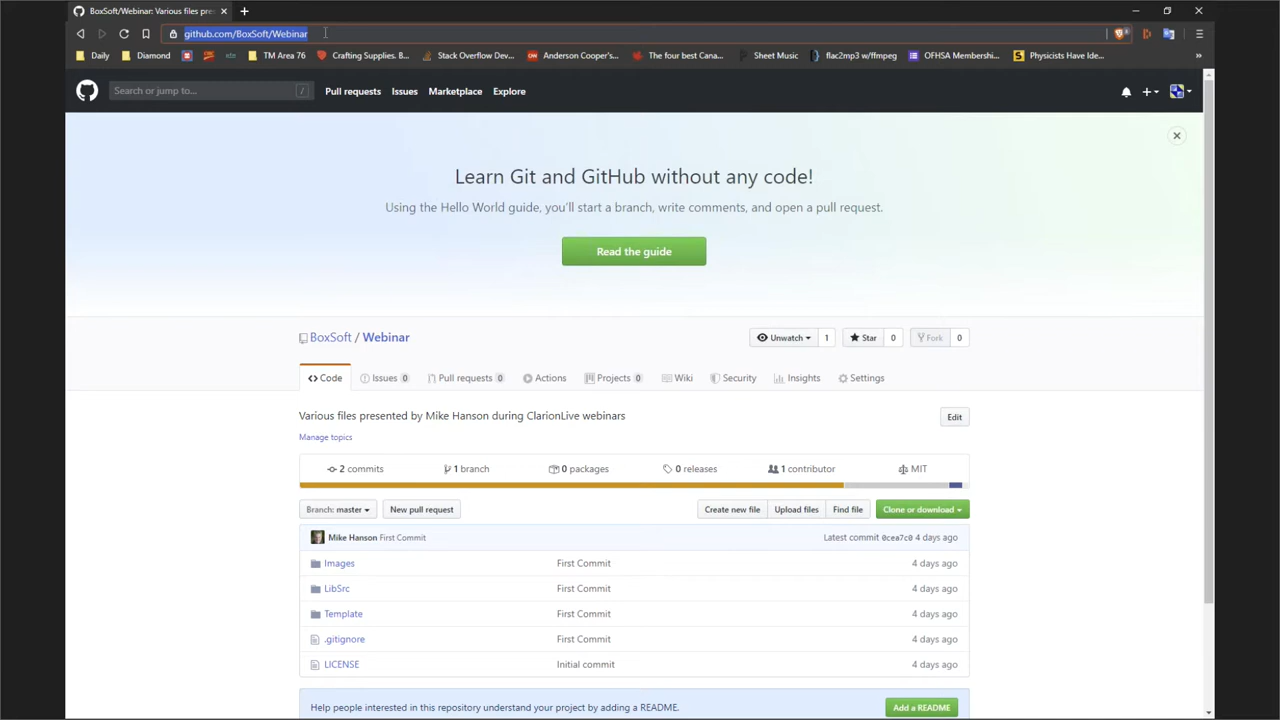 BoxSoft/Webinar: Various files pres
github.com/BoxSoft/Webinar
Daily Diamond TM Area 76 Crafting Supplies. B... Stack Overflow Dev... Anderson Cooper's... The four best Cana... Sheet Music flac2mp3 w/ffmpeg OFHSA Membershi... Physicists Have Ide... »
Search or jump to... / Pull requests Issues Marketplace Explore
Learn Git and GitHub without any code!
Using the Hello World guide, you'll start a branch, write comments, and open a pull request.
Read the guide
BoxSoft / Webinar Unwatch 1 Star 0 Fork 0
Code Issues 0 Pull requests 0 Actions Projects 0 Wiki Security Insights Settings
Various files presented by Mike Hanson during ClarionLive webinars Edit
Manage topics
2 commits 1 branch 0 packages 0 releases 1 contributor MIT
Branch: master New pull request Create new file Upload files Find file Clone or download
Mike Hanson First Commit Latest commit 0cea7c0 4 days ago
Images First Commit 4 days ago
LibSrc First Commit 4 days ago
Template First Commit 4 days ago
.gitignore First Commit 4 days ago
LICENSE Initial commit 4 days ago
Help people interested in this repository understand your project by adding a README. Add a README